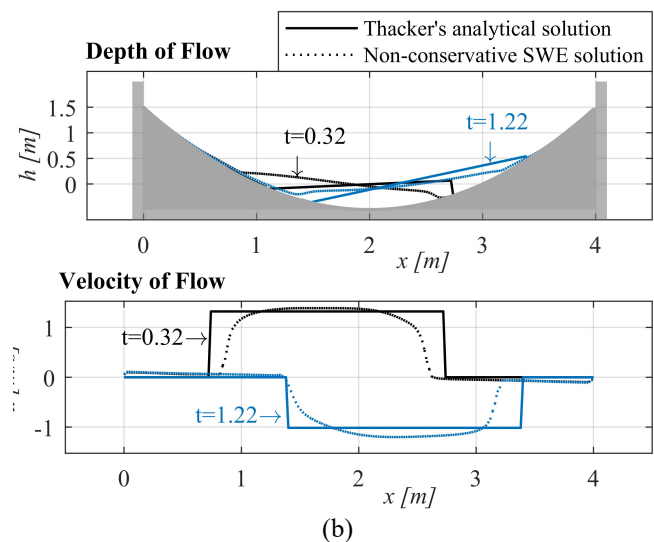 Thacker's analytical solution
Non-conservative SWE solution
Depth of Flow
1.5
1
0.5
0
h [m]
t=0.32
t=1.22
0
1
2
3
4
x [m]
Velocity of Flow
1
0
-1
t=0.32→
t=1.22→
0
1
2
3
4
x [m]
(b)